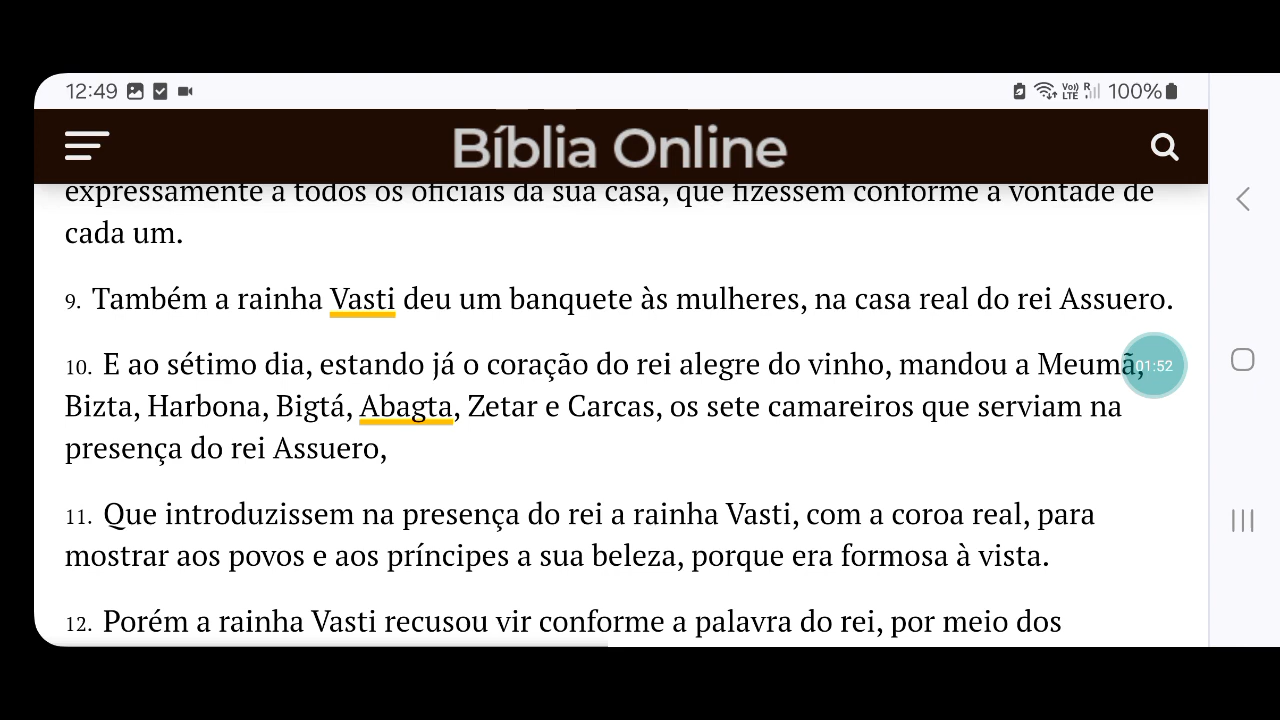 12:49 Vo)) LTE R 100%
Bíblia Online
expressamente a todos os oficiais da sua casa, que fizessem conforme a vontade de
cada um.
9. Também a rainha Vasti deu um banquete às mulheres, na casa real do rei Assuero.
10. E ao sétimo dia, estando já o coração do rei alegre do vinho, mandou a Meumã,
01:52
Bizta, Harbona, Bigtá, Abagta, Zetar e Carcas, os sete camareiros que serviam na
presença do rei Assuero,
11. Que introduzissem na presença do rei a rainha Vasti, com a coroa real, para
mostrar aos povos e aos príncipes a sua beleza, porque era formosa à vista.
12. Porém a rainha Vasti recusou vir conforme a palavra do rei, por meio dos